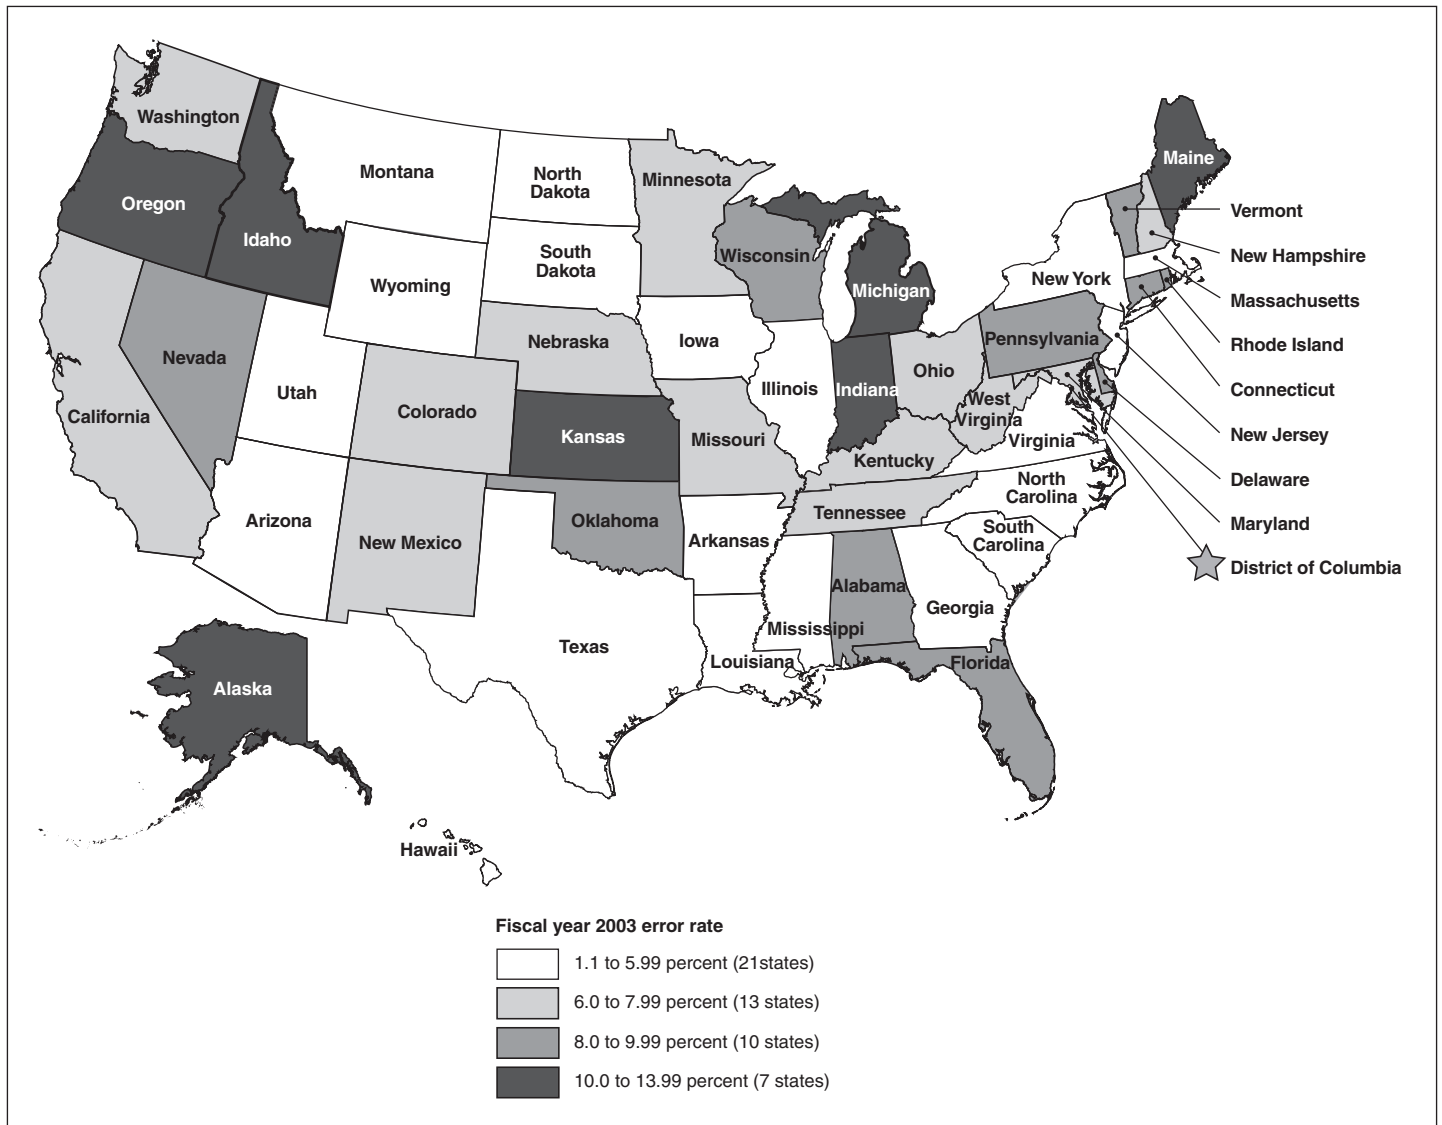 Washington
Montana
North
Dakota
Minnesota
Maine
Oregon
Idaho
Vermont
Wisconsin
South
Dakota
New Hampshire
Wyoming
New York
Michigan
Massachusetts
Nebraska
Iowa
Pennsylvania
Rhode Island
Nevada
Utah
Ohio
Illinois
Indiana
Connecticut
California
Colorado
West
Virginia
Kansas
Missouri
Virginia
New Jersey
Kentucky
Delaware
North
Carolina
Arizona
Oklahoma
Tennessee
Maryland
New Mexico
Arkansas
South
Carolina
District of Columbia
Alabama
Georgia
Mississippi
Texas
Louisiana
Florida
Alaska
Hawaii
Fiscal year 2003 error rate
1.1 to 5.99 percent (21states)
6.0 to 7.99 percent (13 states)
8.0 to 9.99 percent (10 states)
10.0 to 13.99 percent (7 states)